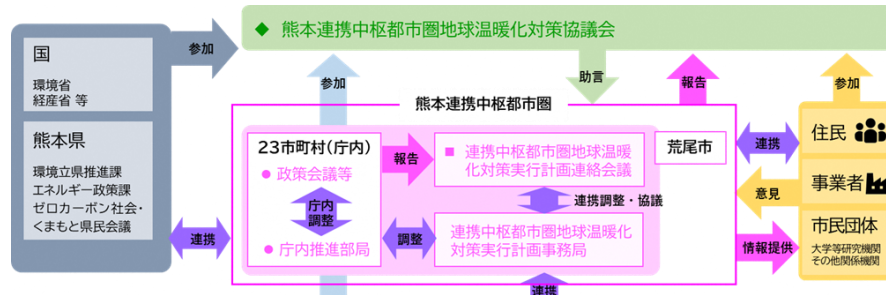 ◆ 熊本連携中枢都市圏地球温暖化対策協議会
国
環境省
経産省 等
参加
熊本県
環境立県推進課
エネルギー政策課
ゼロカーボン社会・
くまもと県民会議
連携
参加
助言
報告
参加
熊本連携中枢都市圏
23市町村(庁内)
● 政策会議等
庁内
調整
● 庁内推進部局
報告
■ 連携中枢都市圏地球温暖
化対策実行計画連絡会議
連携調整・協議
調整
連携中枢都市圏地球温暖化
対策実行計画事務局
荒尾市
連携
連携
意見
情報提供
住民
事業者
市民団体
大学等研究機関
その他関係機関